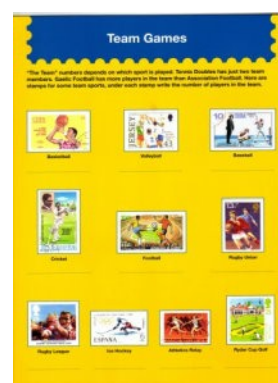 Team Games
"The Team" numbers depends on which sport is played. Tennis Doubles has just two team
members. Gaelic Football has more players in the team than Association Football. Here are
stamps for some team sports, under each stamp write the number of players in the team.
JERSEY
43
10
Basketball
Volleyball
Baseball
Cricket
Football
Rugby Union
ESPAÑA
Rugby League
Ice Hockey
Athletics-Relay
Ryder Cup Golf